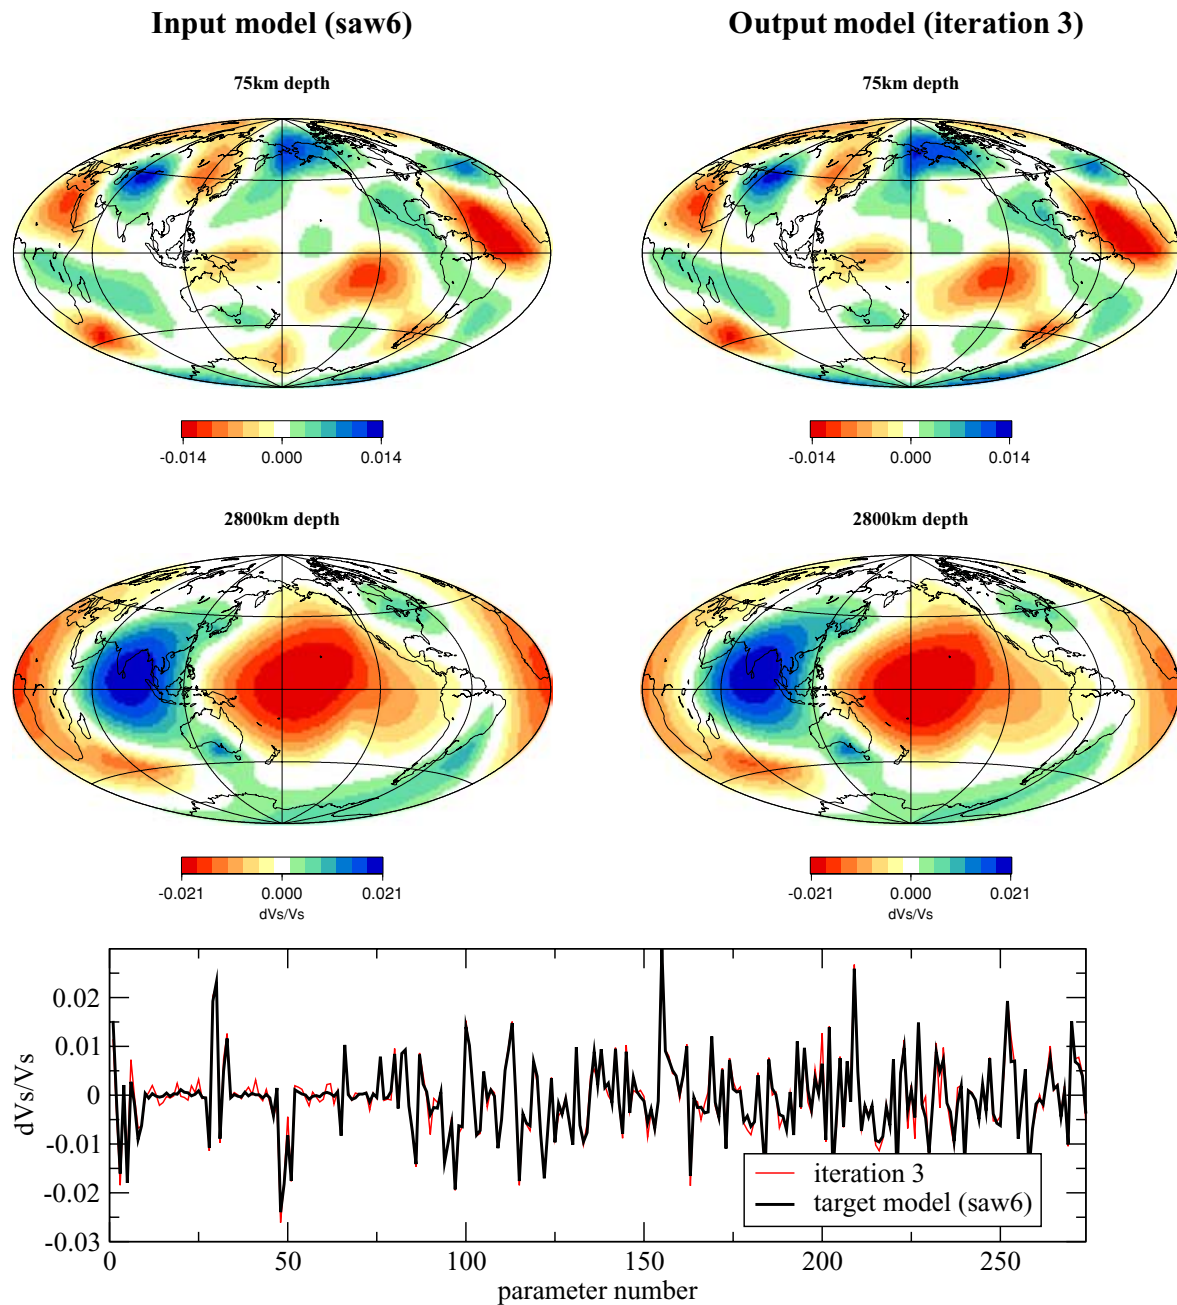 Input model (saw6)
Output model (iteration 3)
75km depth
75km depth
-0.014 0.000 0.014
-0.014 0.000 0.014
2800km depth
2800km depth
-0.021 0.000 0.021
dVs/Vs
-0.021 0.000 0.021
dVs/Vs
dVs/Vs
0.02
0.01
0
-0.01
-0.02
-0.03
iteration 3
target model (saw6)
0 50 100 150 200 250
parameter number